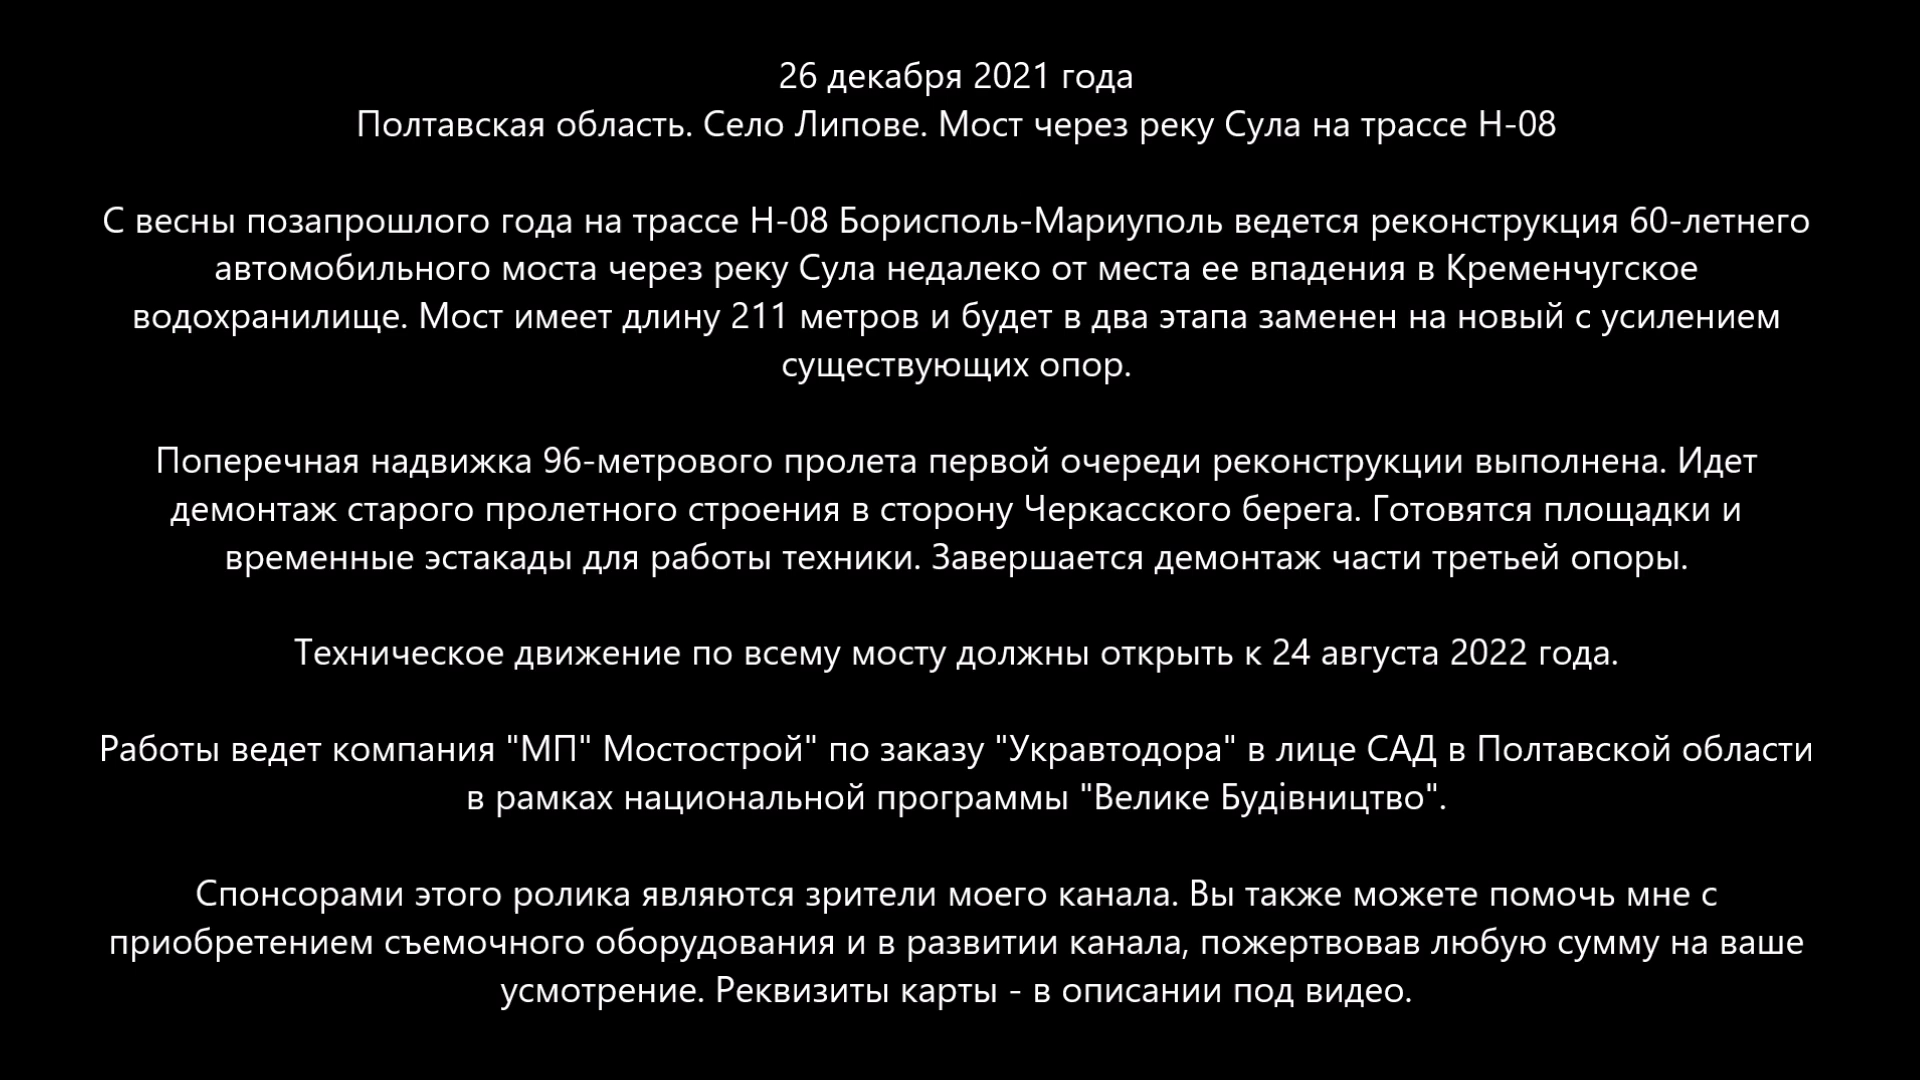 26 декабря 2021 года
Полтавская область. Село Липове. Мост через реку Сула на трассе Н-08
С весны позапрошлого года на трассе Н-08 Борисполь-Мариуполь ведется реконструкция 60-летнего
автомобильного моста через реку Сула недалеко от места ее впадения в Кременчугское
водохранилище. Мост имеет длину 211 метров и будет в два этапа заменен на новый с усилением
существующих опор.
Поперечная надвижка 96-метрового пролета первой очереди реконструкции выполнена. Идет
демонтаж старого пролетного строения в сторону Черкасского берега. Готовятся площадки и
временные эстакады для работы техники. Завершается демонтаж части третьей опоры.
Техническое движение по всему мосту должны открыть к 24 августа 2022 года.
Работы ведет компания "МП" Мостострой" по заказу "Укравтодора" в лице САД в Полтавской области
в рамках национальной программы "Велике Будівництво".
Спонсорами этого ролика являются зрители моего канала. Вы также можете помочь мне с
приобретением съемочного оборудования и в развитии канала, пожертвовав любую сумму на ваше
усмотрение. Реквизиты карты - в описании под видео.